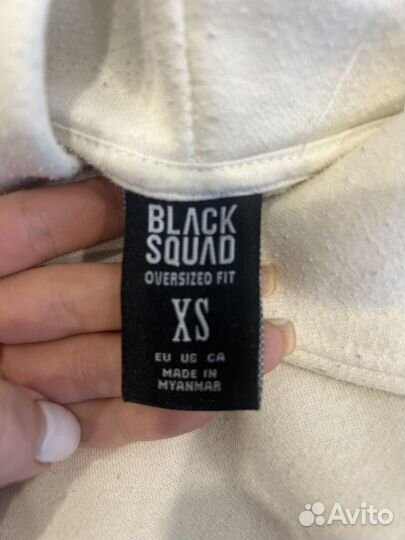 BLACK
SQUAD
OVERSIZED FIT
XS
EU US CA
MADE IN
MYANMAR
Avito